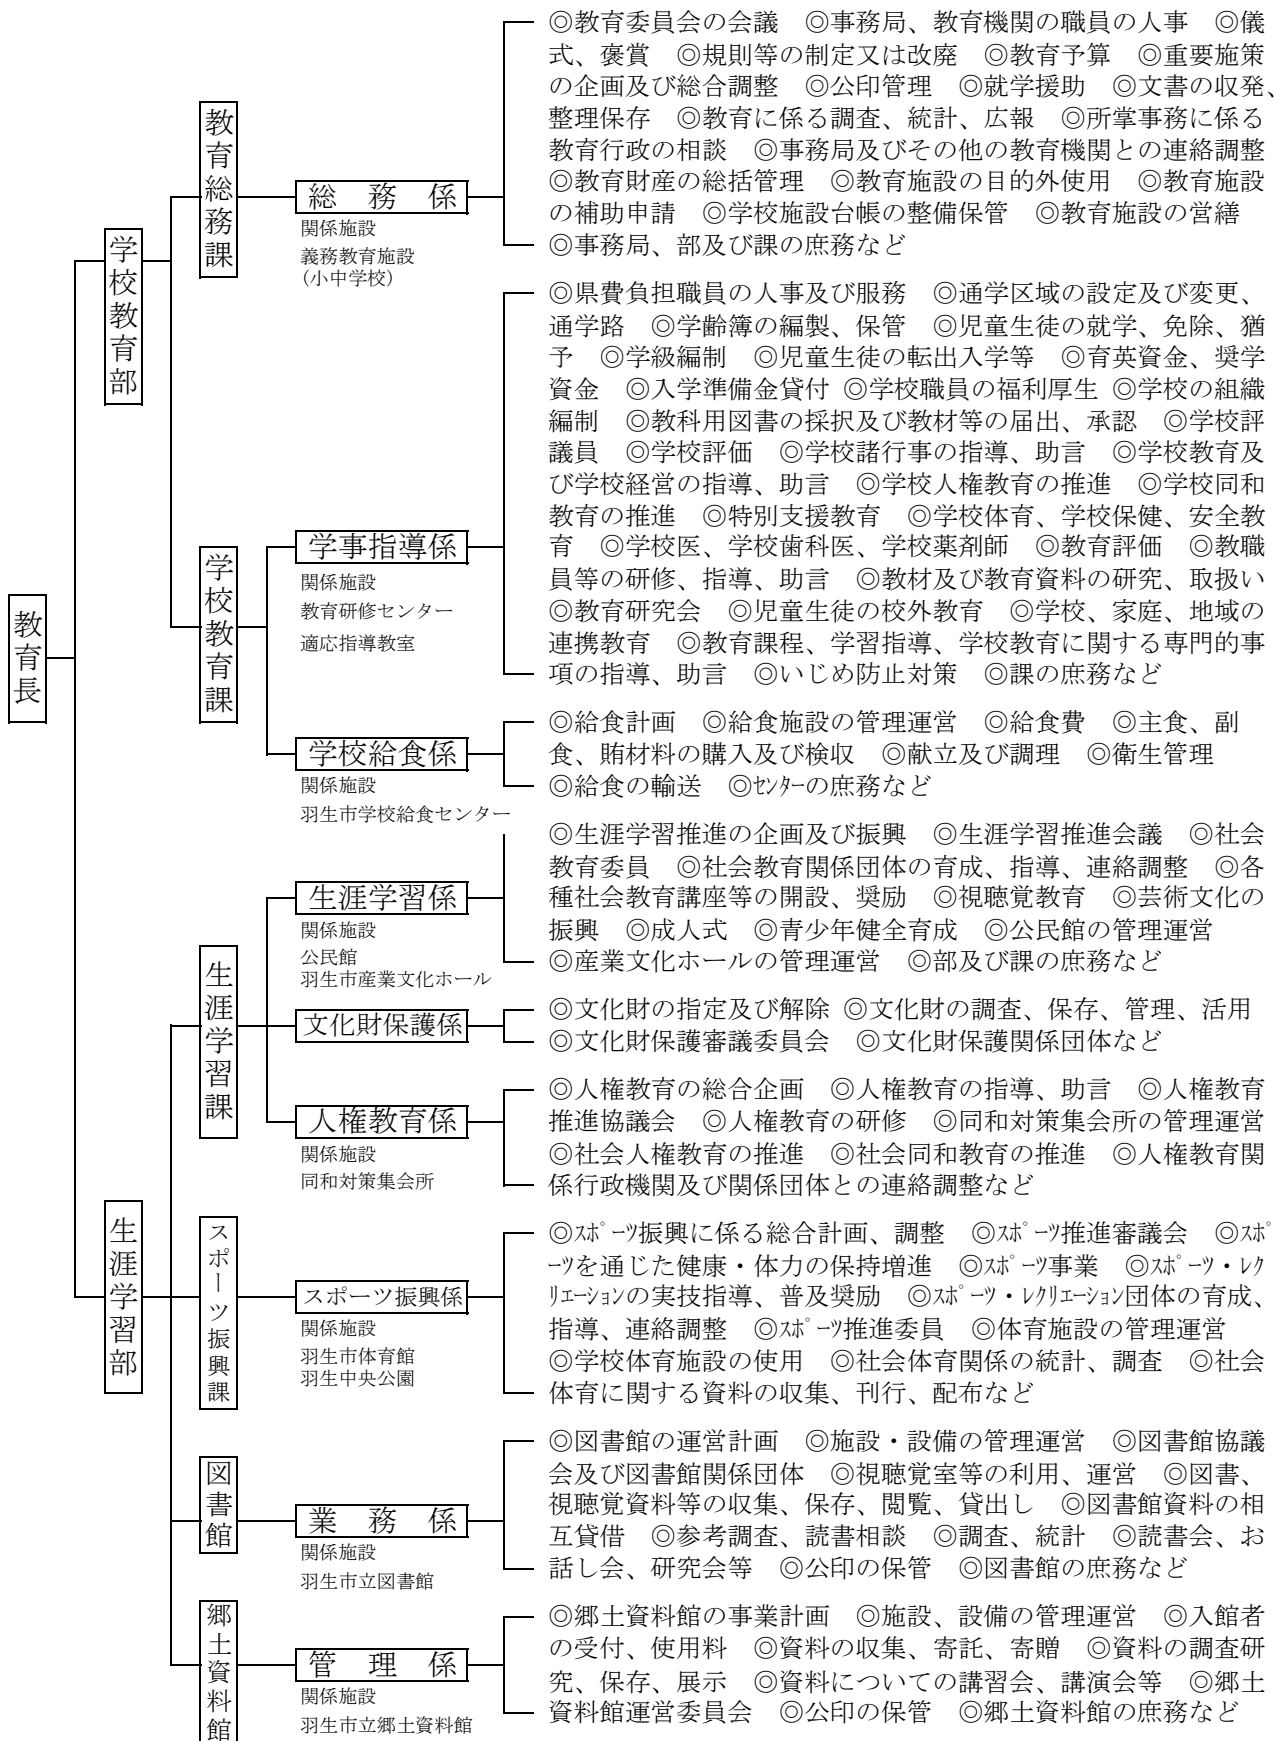 教育長
学校教育部
教育総務課
総　務　係
関係施設
義務教育施設
(小中学校)
◎教育委員会の会議　◎事務局、教育機関の職員の人事　◎儀
式、褒賞　◎規則等の制定又は改廃　◎教育予算　◎重要施策
の企画及び総合調整　◎公印管理　◎就学援助　◎文書の収発、
整理保存　◎教育に係る調査、統計、広報　◎所掌事務に係る
教育行政の相談　◎事務局及びその他の教育機関との連絡調整
◎教育財産の総括管理　◎教育施設の目的外使用　◎教育施設
の補助申請　◎学校施設台帳の整備保管　◎教育施設の営繕
◎事務局、部及び課の庶務など
学校教育課
学事指導係
関係施設
教育研修センター
適応指導教室
◎県費負担職員の人事及び服務　◎通学区域の設定及び変更、
通学路　◎学齢簿の編製、保管　◎児童生徒の就学、免除、猶
予　◎学級編制　◎児童生徒の転出入学等　◎育英資金、奨学
資金　◎入学準備金貸付 ◎学校職員の福利厚生 ◎学校の組織
編制　◎教科用図書の採択及び教材等の届出、承認　◎学校評
議員　◎学校評価　◎学校諸行事の指導、助言　◎学校教育及
び学校経営の指導、助言　◎学校人権教育の推進　◎学校同和
教育の推進　◎特別支援教育　◎学校体育、学校保健、安全教
育　◎学校医、学校歯科医、学校薬剤師　◎教育評価　◎教職
員等の研修、指導、助言　◎教材及び教育資料の研究、取扱い
◎教育研究会　◎児童生徒の校外教育　◎学校、家庭、地域の
連携教育　◎教育課程、学習指導、学校教育に関する専門的事
項の指導、助言　◎いじめ防止対策　◎課の庶務など
学校給食係
関係施設
羽生市学校給食センター
◎給食計画　◎給食施設の管理運営　◎給食費　◎主食、副
食、賄材料の購入及び検収　◎献立及び調理　◎衛生管理
◎給食の輸送　◎ｾﾝﾀｰの庶務など
生涯学習部
生涯学習課
生涯学習係
関係施設
公民館
羽生市産業文化ホール
◎生涯学習推進の企画及び振興　◎生涯学習推進会議　◎社会
教育委員　◎社会教育関係団体の育成、指導、連絡調整　◎各
種社会教育講座等の開設、奨励　◎視聴覚教育　◎芸術文化の
振興　◎成人式　◎青少年健全育成　◎公民館の管理運営
◎産業文化ホールの管理運営　◎部及び課の庶務など
文化財保護係
◎文化財の指定及び解除 ◎文化財の調査、保存、管理、活用
◎文化財保護審議委員会　◎文化財保護関係団体など
人権教育係
関係施設
同和対策集会所
◎人権教育の総合企画　◎人権教育の指導、助言　◎人権教育
推進協議会　◎人権教育の研修　◎同和対策集会所の管理運営
◎社会人権教育の推進　◎社会同和教育の推進　◎人権教育関
係行政機関及び関係団体との連絡調整など
スポーツ振興課
スポーツ振興係
関係施設
羽生市体育館
羽生中央公園
◎ｽﾎﾟｰﾂ振興に係る総合計画、調整　◎ｽﾎﾟｰﾂ推進審議会　◎ｽﾎﾟ
ｰﾂを通じた健康・体力の保持増進　◎ｽﾎﾟｰﾂ事業　◎ｽﾎﾟｰﾂ・ﾚｸ
ﾘｴｰｼｮﾝの実技指導、普及奨励　◎ｽﾎﾟｰﾂ・ﾚｸﾘｴｰｼｮﾝ団体の育成、
指導、連絡調整　◎ｽﾎﾟｰﾂ推進委員　◎体育施設の管理運営
◎学校体育施設の使用　◎社会体育関係の統計、調査　◎社会
体育に関する資料の収集、刊行、配布など
図書館
業　務　係
関係施設
羽生市立図書館
◎図書館の運営計画　◎施設・設備の管理運営　◎図書館協議
会及び図書館関係団体　◎視聴覚室等の利用、運営　◎図書、
視聴覚資料等の収集、保存、閲覧、貸出し　◎図書館資料の相
互貸借　◎参考調査、読書相談　◎調査、統計　◎読書会、お
話し会、研究会等　◎公印の保管　◎図書館の庶務など
郷土資料館
管　理　係
関係施設
羽生市立郷土資料館
◎郷土資料館の事業計画　◎施設、設備の管理運営　◎入館者
の受付、使用料　◎資料の収集、寄託、寄贈　◎資料の調査研
究、保存、展示　◎資料についての講習会、講演会等　◎郷土
資料館運営委員会　◎公印の保管　◎郷土資料館の庶務など